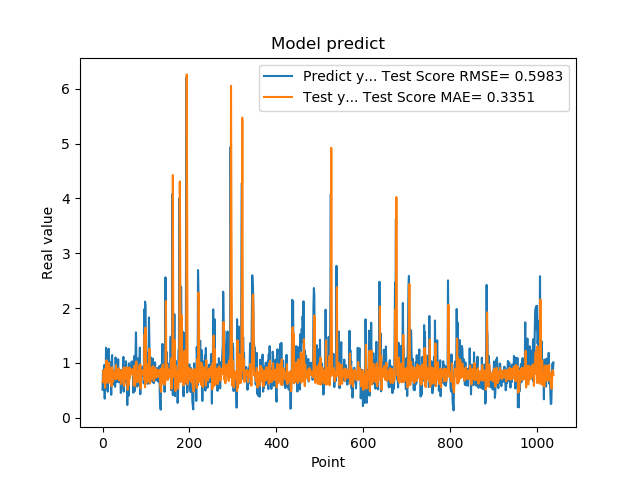 Model predict
Predict y... Test Score RMSE= 0.5983
Test y... Test Score MAE= 0.3351
6
5
4
3
2
1
0
Real value
0 200 400 600 800 1000
Point